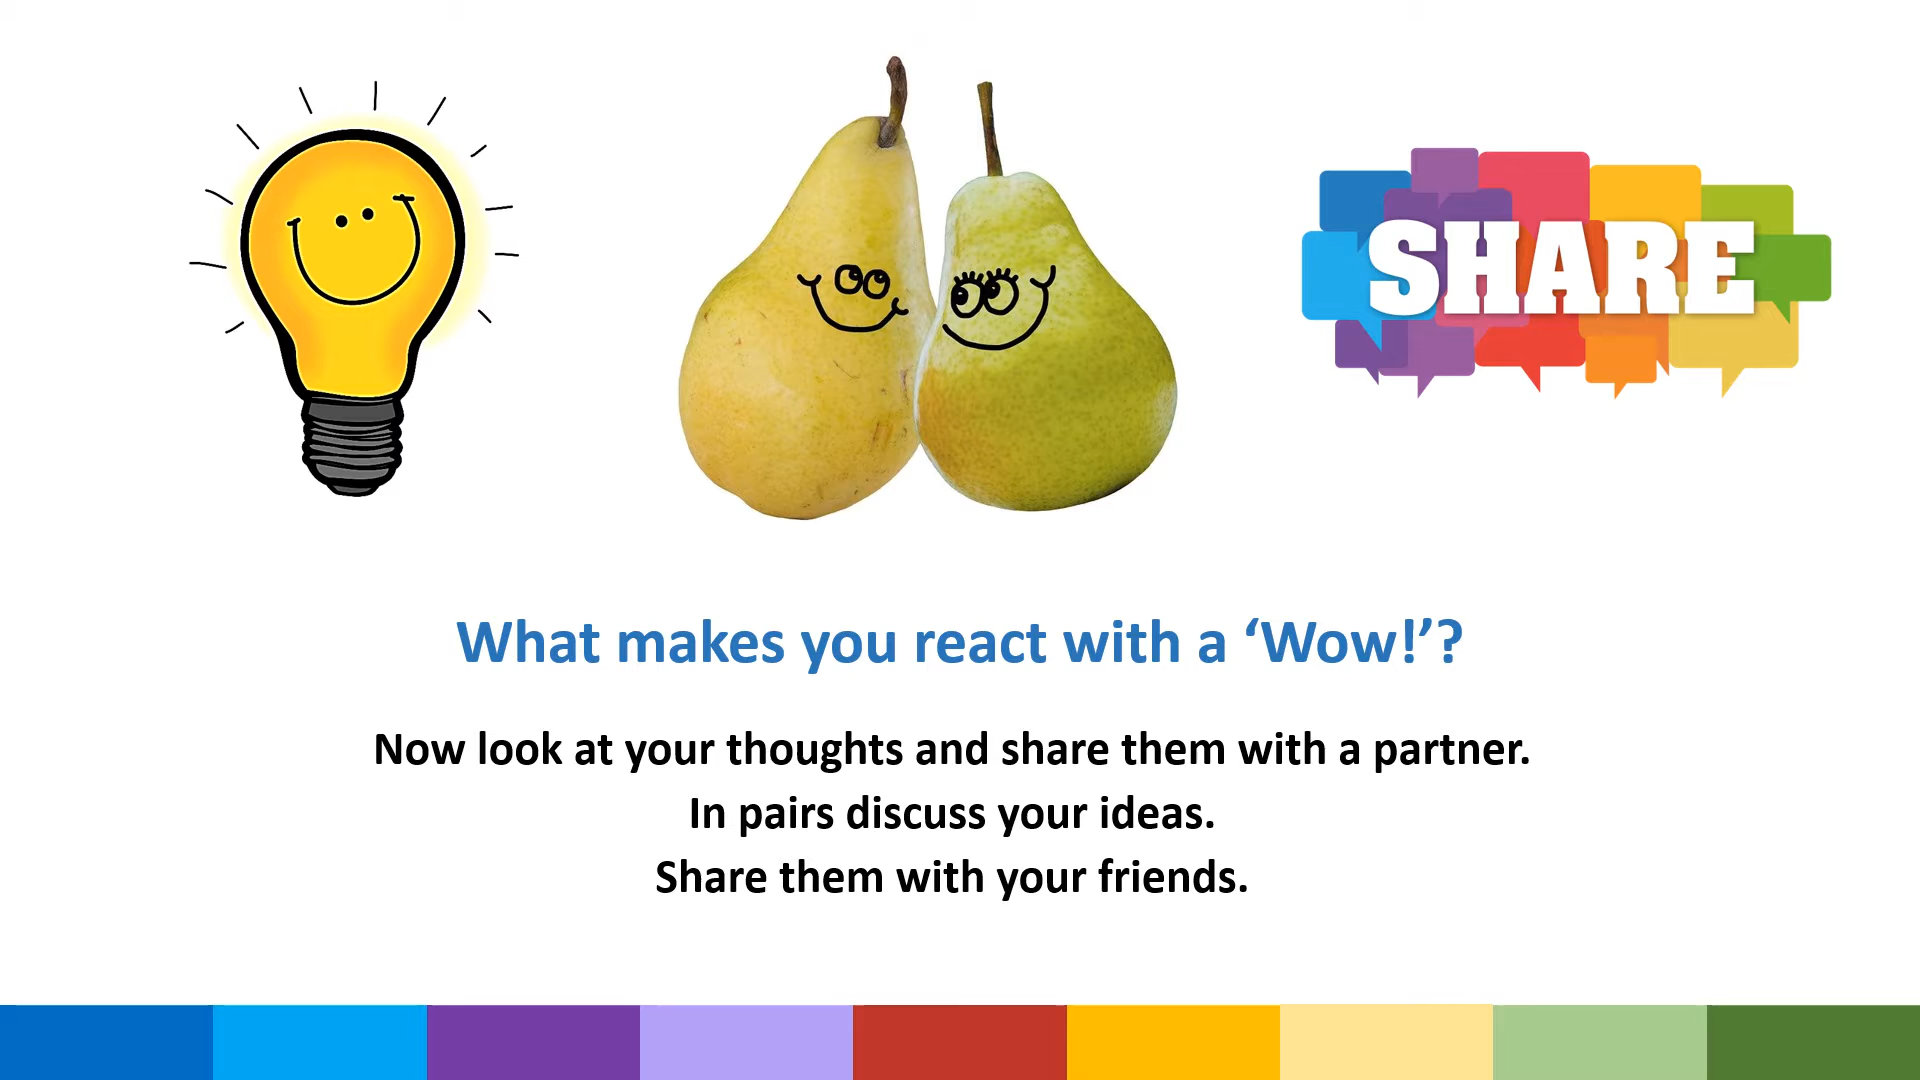 SHARE
What makes you react with a ‘Wow!’?
Now look at your thoughts and share them with a partner.
In pairs discuss your ideas.
Share them with your friends.